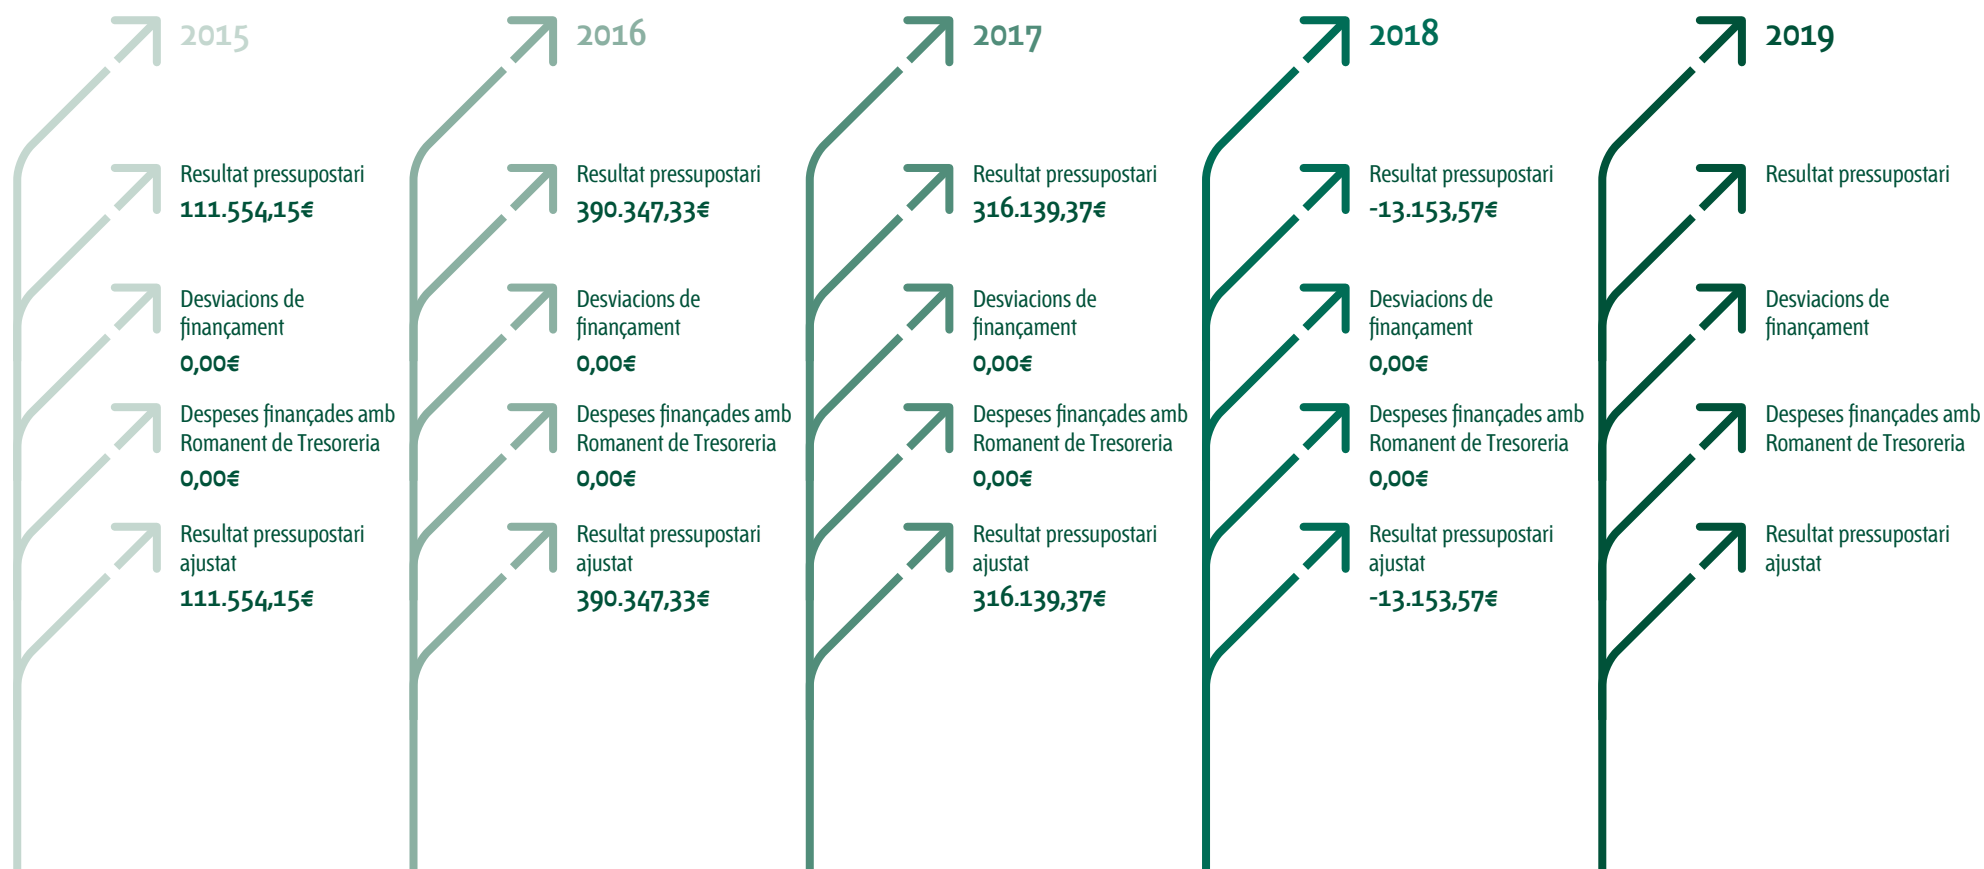 2015
Resultat pressupostari
111.554,15€
Desviacions de
finançament
0,00€
Despeses finançades amb
Romanent de Tresoreria
0,00€
Resultat pressupostari
ajustat
111.554,15€
2016
Resultat pressupostari
390.347,33€
Desviacions de
finançament
0,00€
Despeses finançades amb
Romanent de Tresoreria
0,00€
Resultat pressupostari
ajustat
390.347,33€
2017
Resultat pressupostari
316.139,37€
Desviacions de
finançament
0,00€
Despeses finançades amb
Romanent de Tresoreria
0,00€
Resultat pressupostari
ajustat
316.139,37€
2018
Resultat pressupostari
-13.153,57€
Desviacions de
finançament
0,00€
Despeses finançades amb
Romanent de Tresoreria
0,00€
Resultat pressupostari
ajustat
-13.153,57€
2019
Resultat pressupostari
Desviacions de
finançament
Despeses finançades amb
Romanent de Tresoreria
Resultat pressupostari
ajustat